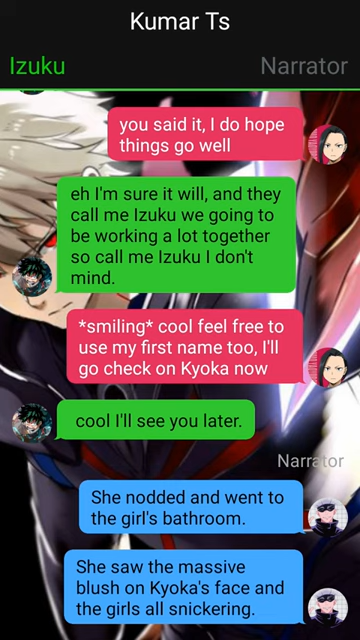 Kumar Ts
Izuku
Narrator
you said it, I do hope
things go well
eh I'm sure it will, and they
call me Izuku we going to
be working a lot together
so call me Izuku I don't
mind.
*smiling* cool feel free to
use my first name too, I'll
go check on Kyoka now
cool I'll see you later.
Narrator
She nodded and went to
the girl's bathroom.
She saw the massive
blush on Kyoka's face and
the girls all snickering.